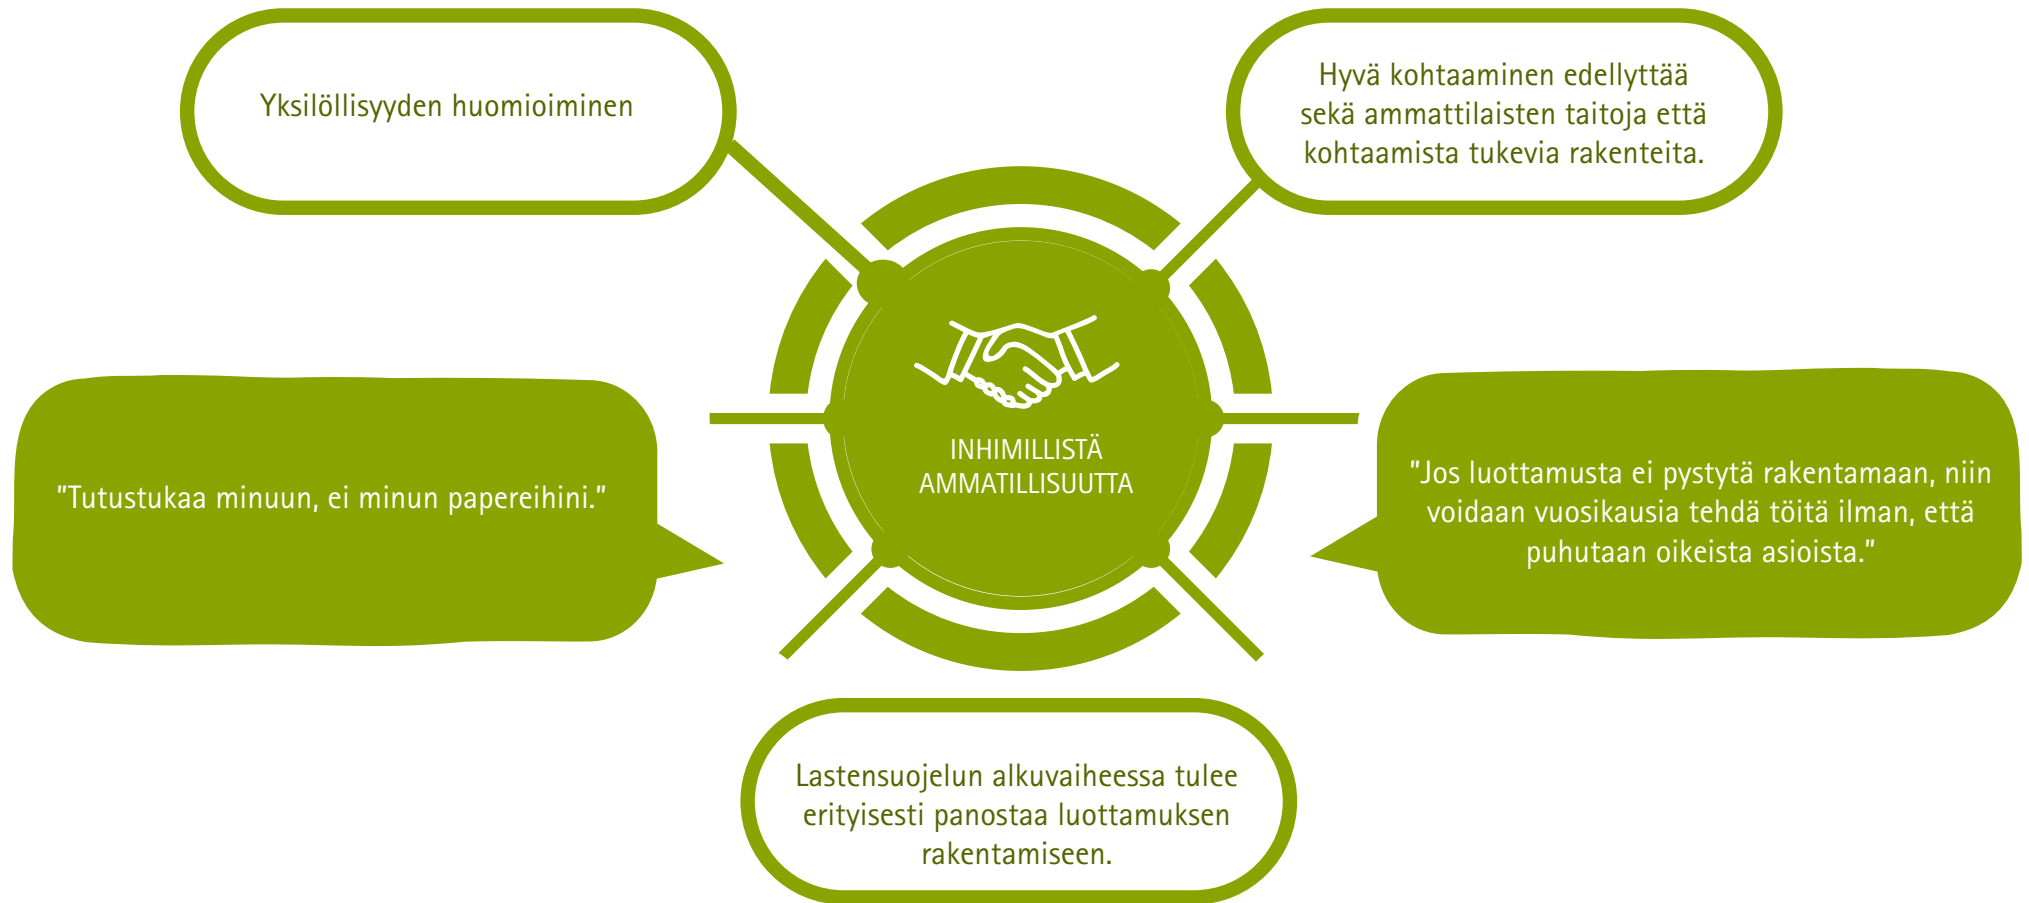 Yksilöllisyyden huomioiminen
Hyvä kohtaaminen edellyttää
sekä ammattilaisten taitoja että
kohtaamista tukevia rakenteita.
INHIMILLISTÄ
AMMATILLISUUTTA
"Tutustukaa minuun, ei minun papereihini."
"Jos luottamusta ei pystytä rakentamaan, niin
voidaan vuosikausia tehdä töitä ilman, että
puhutaan oikeista asioista."
Lastensuojelun alkuvaiheessa tulee
erityisesti panostaa luottamuksen
rakentamiseen.